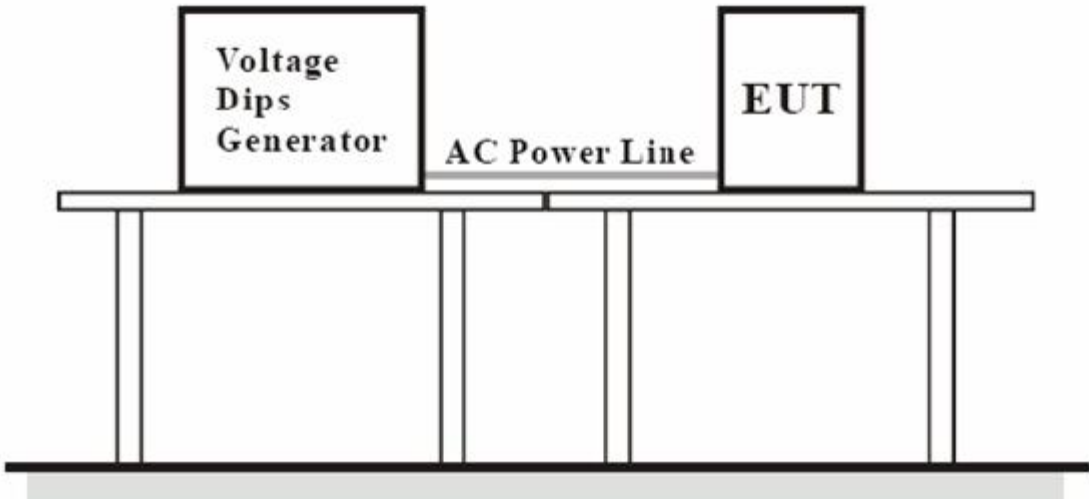 Voltage
Dips
Generator
EUT
AC Power Line